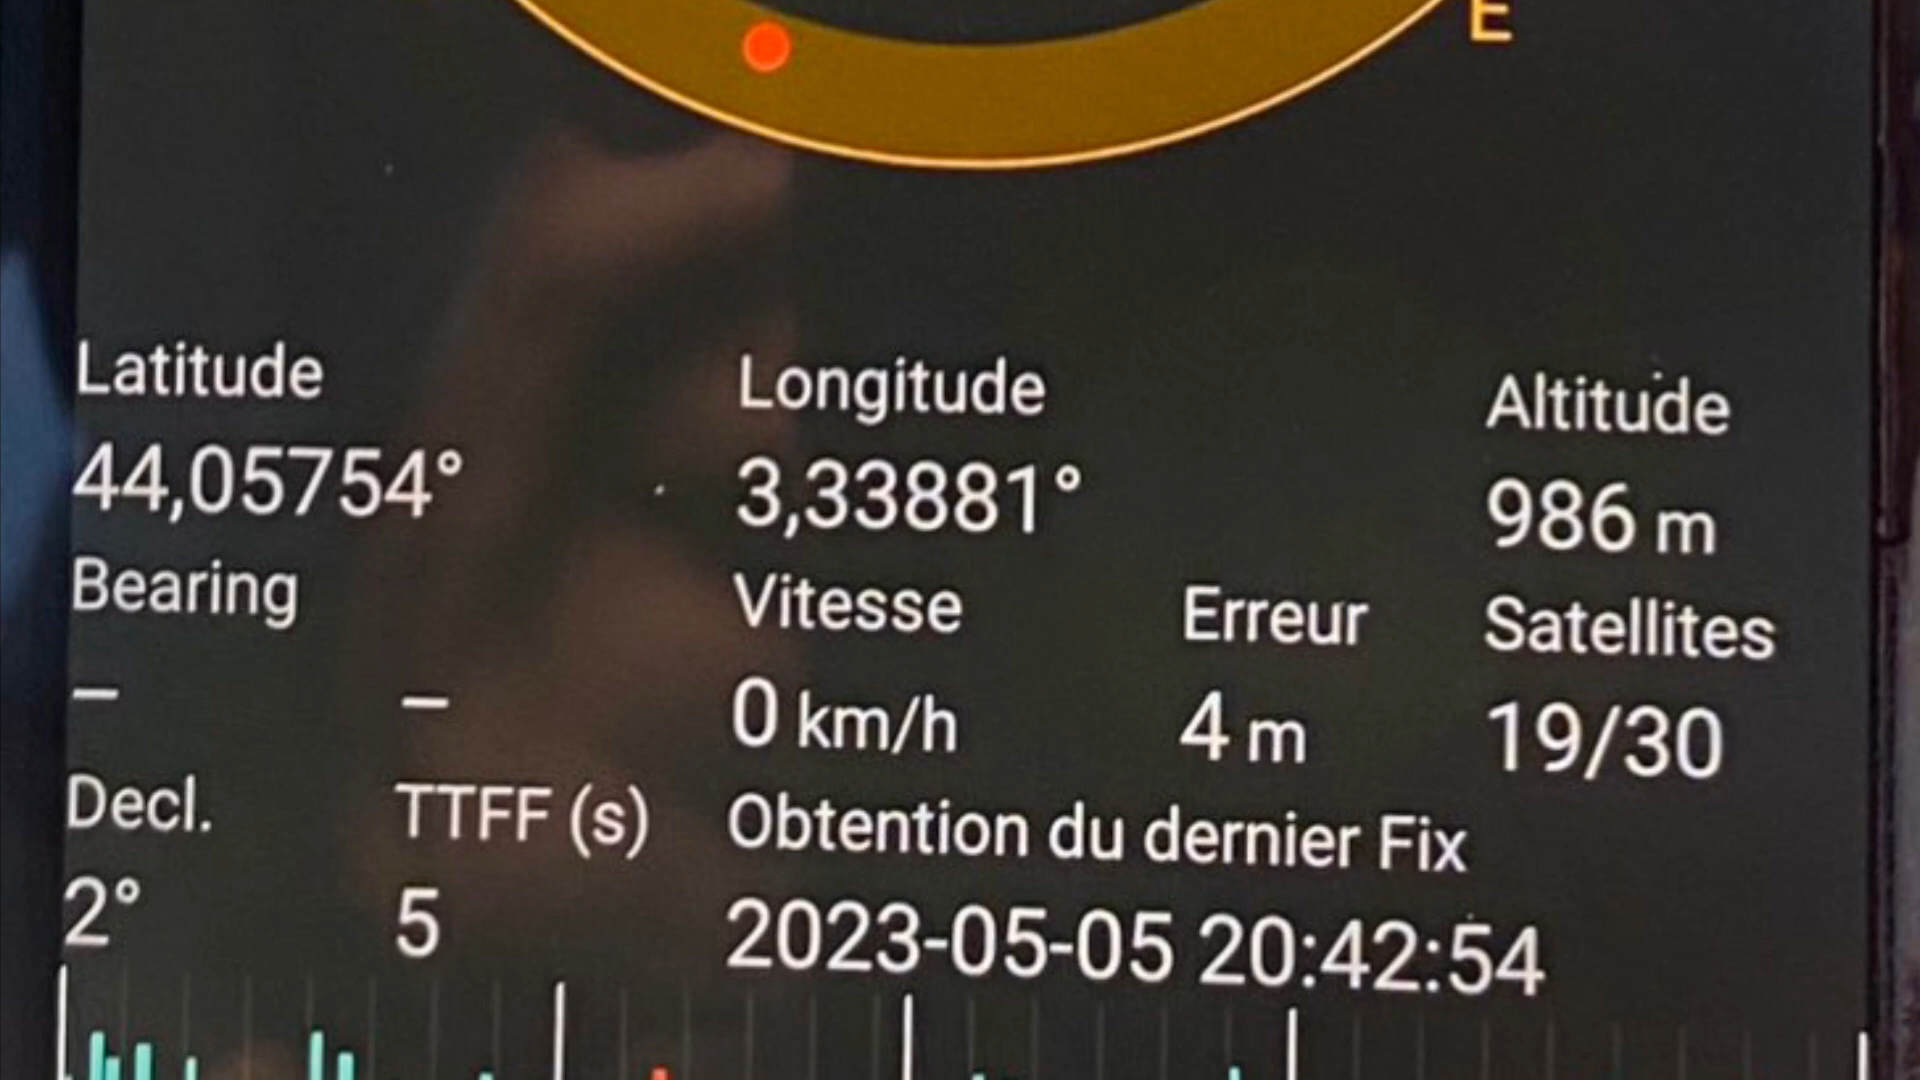 E
Latitude Longitude Altitude
44,05754° 3,33881° 986 m
Bearing Vitesse Erreur Satellites
– – 0 km/h 4 m 19/30
Decl. TTFF (s) Obtention du dernier Fix
2° 5 2023-05-05 20:42:54